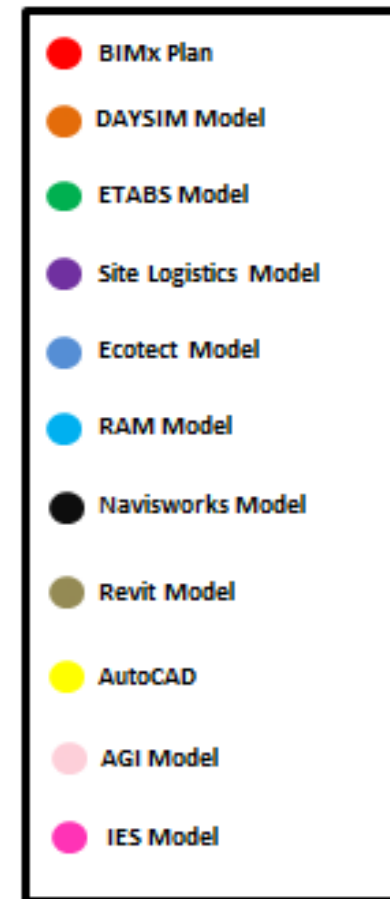 BIMx Plan
DAYSIM Model
ETABS Model
Site Logistics Model
Ecotect Model
RAM Model
Navisworks Model
Revit Model
AutoCAD
AGI Model
IES Model